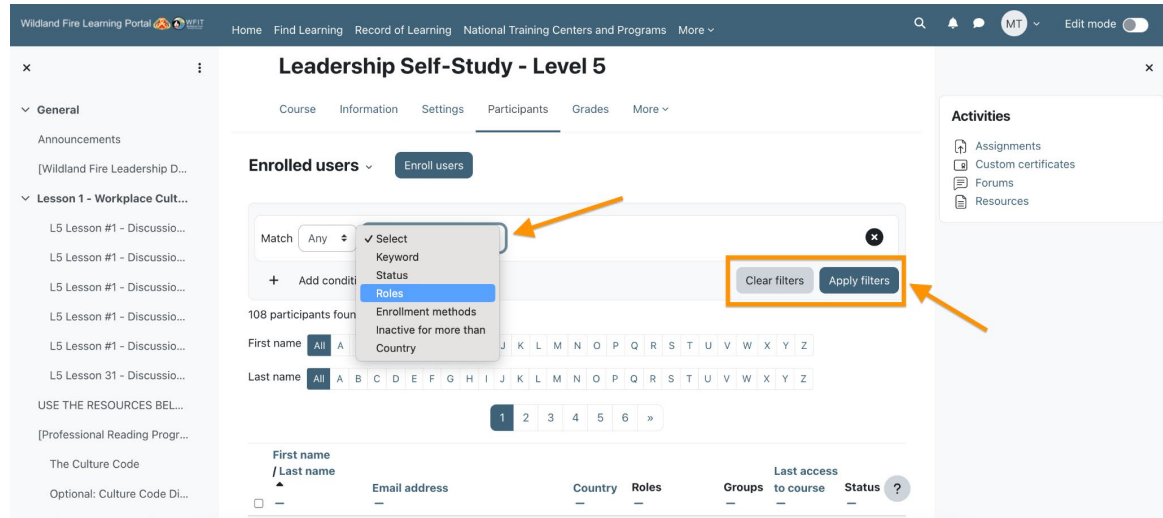 Wildland Fire Learning Portal WFIT
Home Find Learning Record of Learning National Training Centers and Programs More
MT
Edit mode
General
Announcements
[Wildland Fire Leadership D...
Lesson 1 - Workplace Cult...
L5 Lesson #1 - Discussio...
L5 Lesson #1 - Discussio...
L5 Lesson #1 - Discussio...
L5 Lesson #1 - Discussio...
L5 Lesson #1 - Discussio...
L5 Lesson 31 - Discussio...
USE THE RESOURCES BEL...
[Professional Reading Progr...
The Culture Code
Optional: Culture Code Di...
Leadership Self-Study - Level 5
Course Information Settings Participants Grades More
Enrolled users Enroll users
Match Any
✓ Select
Keyword
Status
Roles
Enrollment methods
Inactive for more than
Country
+ Add conditi
Clear filters Apply filters
108 participants foun
First name All A J K L M N O P Q R S T U V W X Y Z
Last name All A B C D E F G H I J K L M N O P Q R S T U V W X Y Z
1 2 3 4 5 6 »
First name
/ Last name
Email address
Country
Roles
Groups
Last access
to course
Status
?
Activities
Assignments
Custom certificates
Forums
Resources